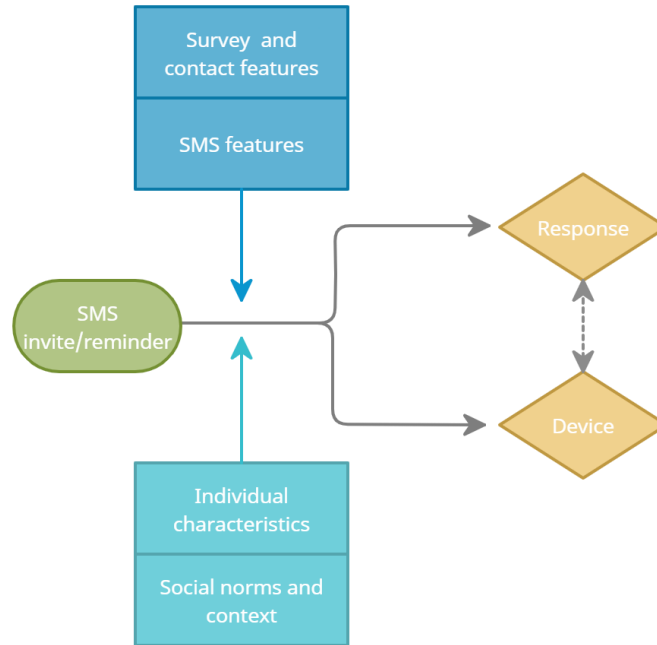 Survey and
contact features
SMS features
Response
SMS
invite/reminder
Device
Individual
characteristics
Social norms and
context